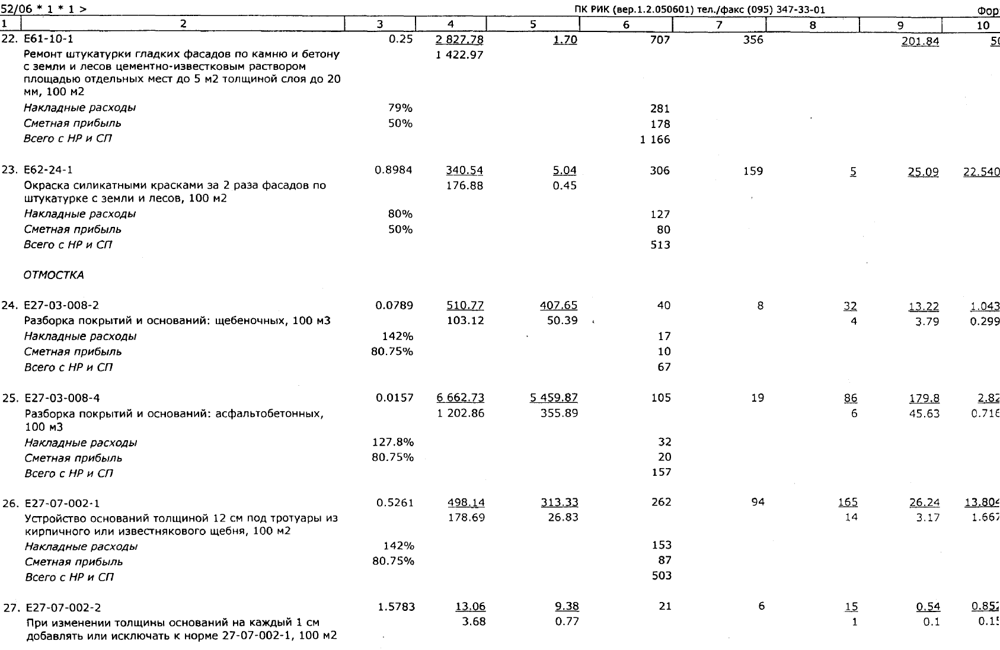 52/06 * 1 * 1 > ПК РИК (вер.1.2.050601) тел./факс (095) 347-33-01 Фор
1 2 3 4 5 6 7 8 9 10
22. Е61-10-1 0.25 2 827.78 1.70 707 356 201.84 50
Ремонт штукатурки гладких фасадов по камню и бетону 1 422.97
с земли и лесов цементно-известковым раствором
площадью отдельных мест до 5 м2 толщиной слоя до 20
мм, 100 м2
Накладные расходы 79% 281
Сметная прибыль 50% 178
Всего с НР и СП 1 166
23. Е62-24-1 0.8984 340.54 5.04 306 159 5 25.09 22.540
Окраска силикатными красками за 2 раза фасадов по 176.88 0.45
штукатурке с земли и лесов, 100 м2
Накладные расходы 80% 127
Сметная прибыль 50% 80
Всего с НР и СП 513
ОТМОСТКА
24. Е27-03-008-2 0.0789 510.77 407.65 40 8 32 13.22 1.043
Разборка покрытий и оснований: щебеночных, 100 м3 103.12 50.39 4 3.79 0.299
Накладные расходы 142% 17
Сметная прибыль 80.75% 10
Всего с НР и СП 67
25. Е27-03-008-4 0.0157 6 662.73 5 459.87 105 19 86 179.8 2.82
Разборка покрытий и оснований: асфальтобетонных, 1 202.86 355.89 6 45.63 0.716
100 м3
Накладные расходы 127.8% 32
Сметная прибыль 80.75% 20
Всего с НР и СП 157
26. Е27-07-002-1 0.5261 498.14 313.33 262 94 165 26.24 13.804
Устройство оснований толщиной 12 см под тротуары из 178.69 26.83 14 3.17 1.667
кирпичного или известнякового щебня, 100 м2
Накладные расходы 142% 153
Сметная прибыль 80.75% 87
Всего с НР и СП 503
27. Е27-07-002-2 1.5783 13.06 9.38 21 6 15 0.54 0.852
При изменении толщины оснований на каждый 1 см 3.68 0.77 1 0.1 0.15
добавлять или исключать к норме 27-07-002-1, 100 м2